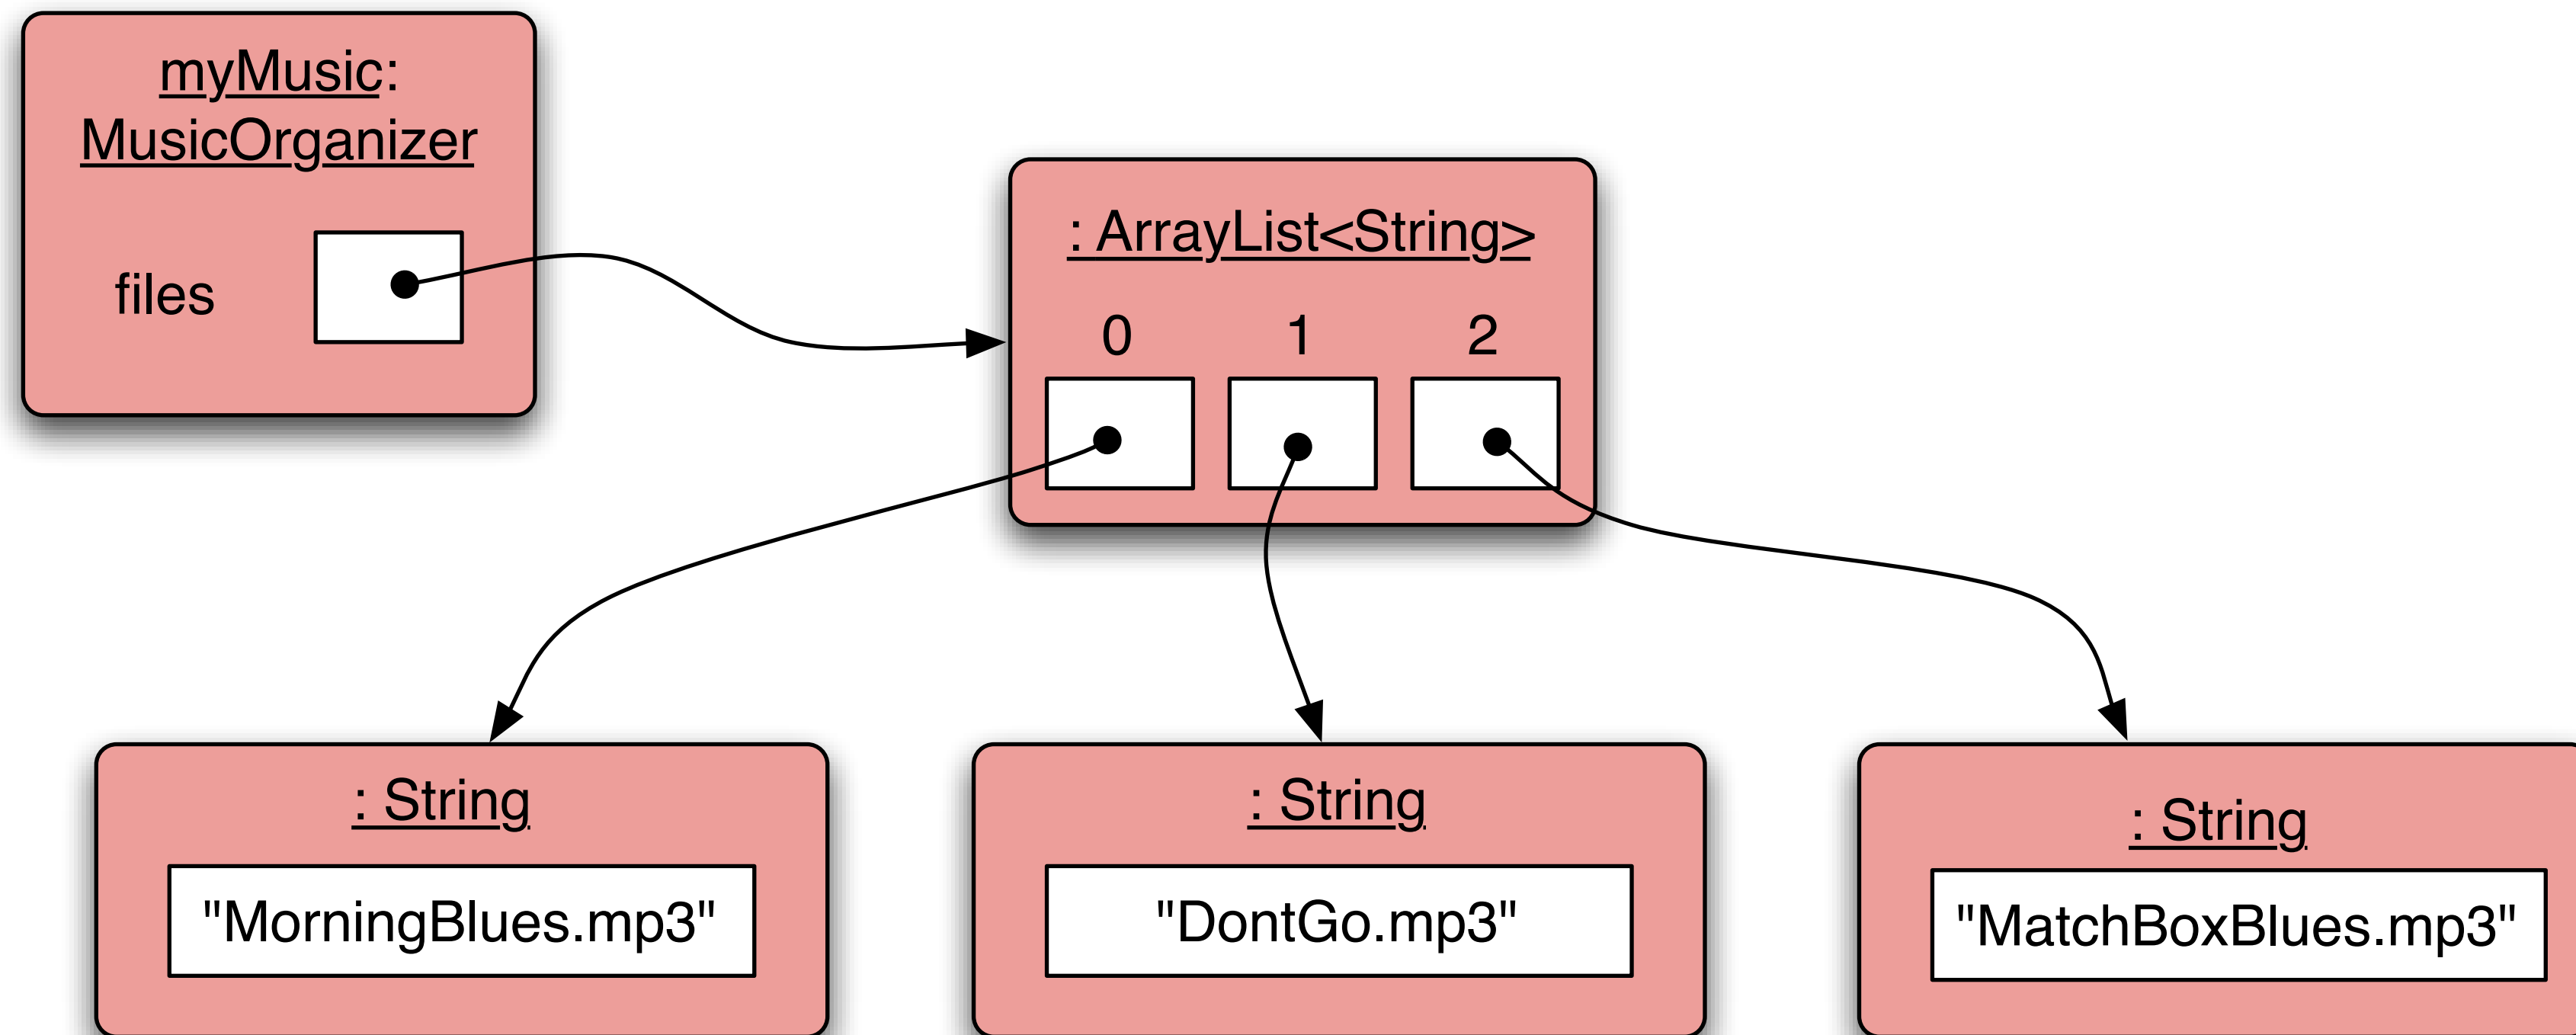 myMusic:
MusicOrganizer
files
: ArrayList<String>
0 1 2
: String
"MorningBlues.mp3"
: String
"DontGo.mp3"
: String
"MatchBoxBlues.mp3"